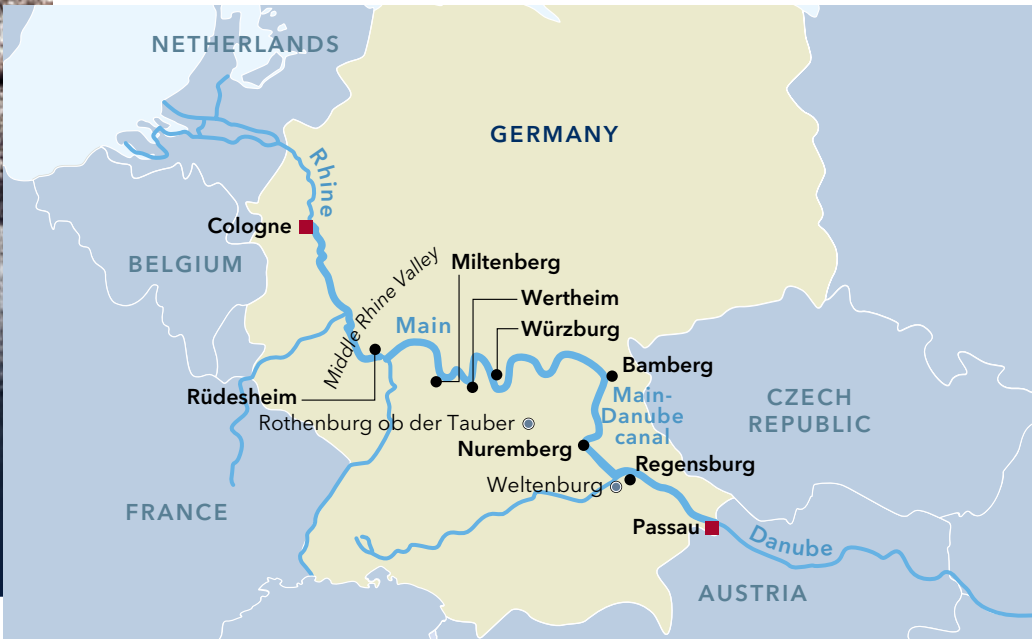 NETHERLANDS
GERMANY
Rhine
Cologne
BELGIUM
Middle Rhine Valley
Miltenberg
Wertheim
Main
Würzburg
Bamberg
Rüdesheim
Main-
Danube
canal
CZECH
REPUBLIC
Rothenburg ob der Tauber
Nuremberg
Regensburg
Weltenburg
FRANCE
Passau
Danube
AUSTRIA